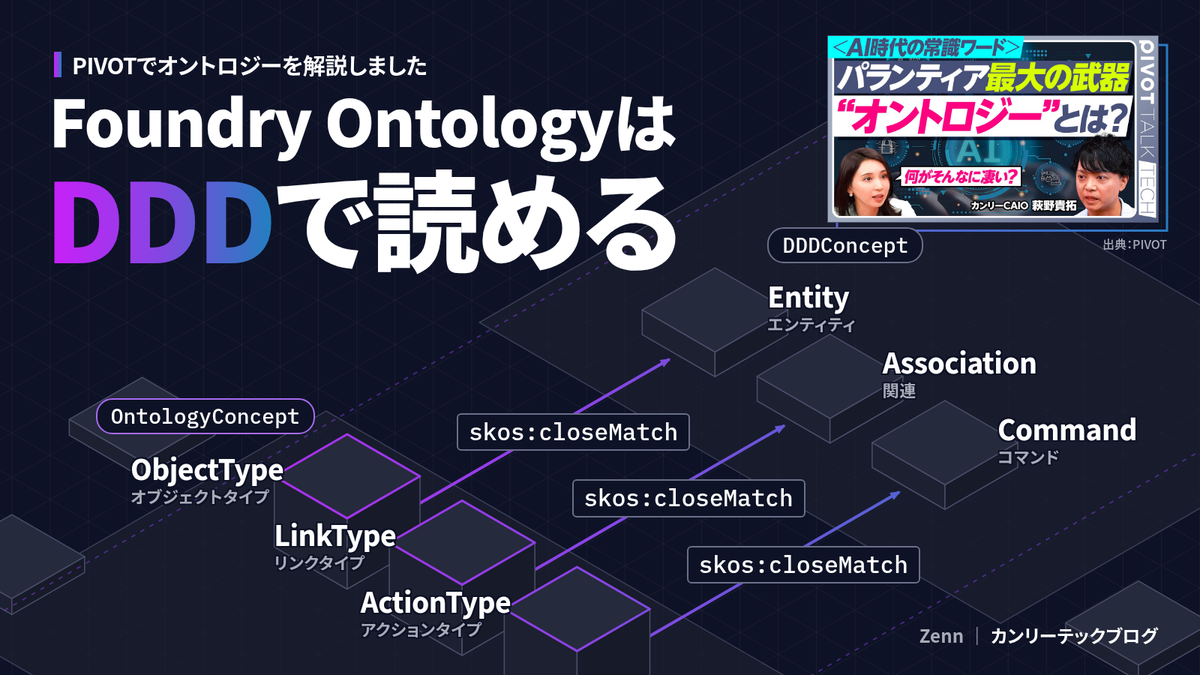 PIVOTでオントロジーを解説しました
Foundry Ontologyは
DDDで読める
<AI時代の常識ワード>
パランティア最大の武器
“オントロジー”とは?
AI
何がそんなに凄い?
カンリーCAIO 萩野貴拓
PIVOT TALK TECH
出典：PIVOT
DDDConcept
Entity
エンティティ
Association
関連
Command
コマンド
OntologyConcept
ObjectType
オブジェクトタイプ
LinkType
リンクタイプ
ActionType
アクションタイプ
skos:closeMatch
skos:closeMatch
skos:closeMatch
Zenn | カンリーテックブログ